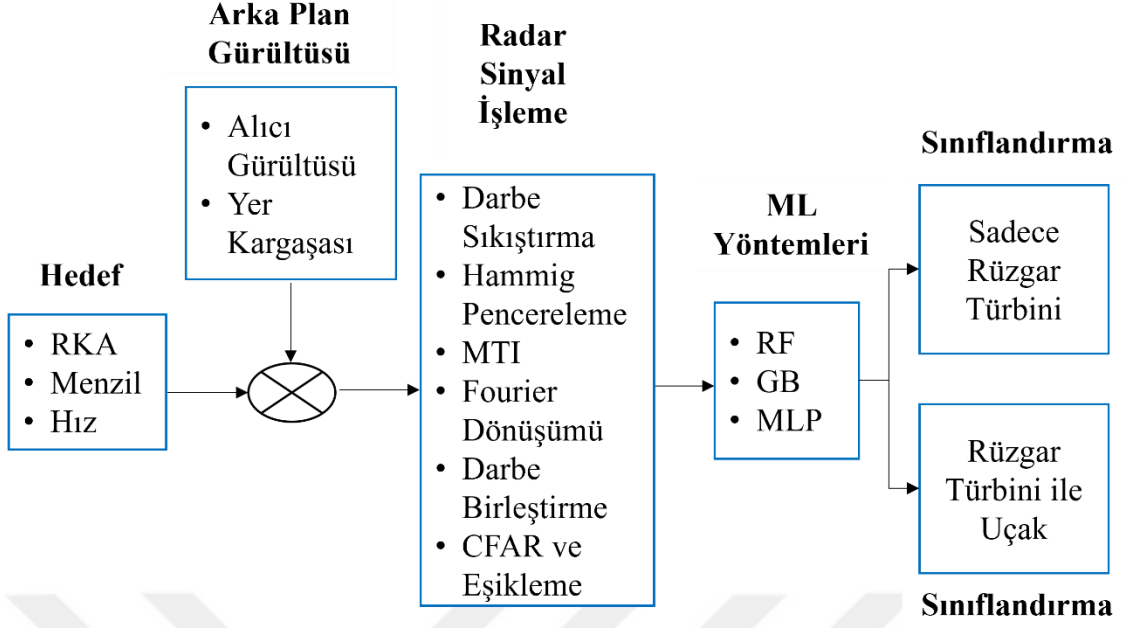 Arka Plan
Gürültüsü
• Alıcı
Gürültüsü
• Yer
Kargaşası
Hedef
• RKA
• Menzil
• Hız
Radar
Sinyal
İşleme
• Darbe
Sıkıştırma
• Hammig
Pencereleme
• MTI
• Fourier
Dönüşümü
• Darbe
Birleştirme
• CFAR ve
Eşikleme
ML
Yöntemleri
• RF
• GB
• MLP
Sınıflandırma
Sadece
Rüzgar
Türbini
Rüzgar
Türbini ile
Uçak
Sınıflandırma